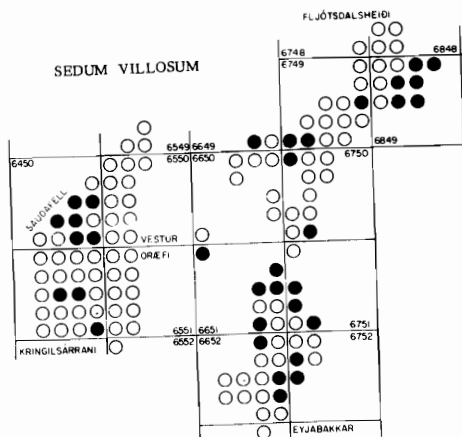 FLJÓTSDALSHEIÐI
6748 6848
6749
SEDUM VILLOSUM
6849
6549 6649
6450 6550 6650 6750
SAUÐAFELL
VESTUR
ÖRÆFI
6551 6651 6751
KRINGILSÁRRANI 6552 6652 6752
EYJABAKKAR